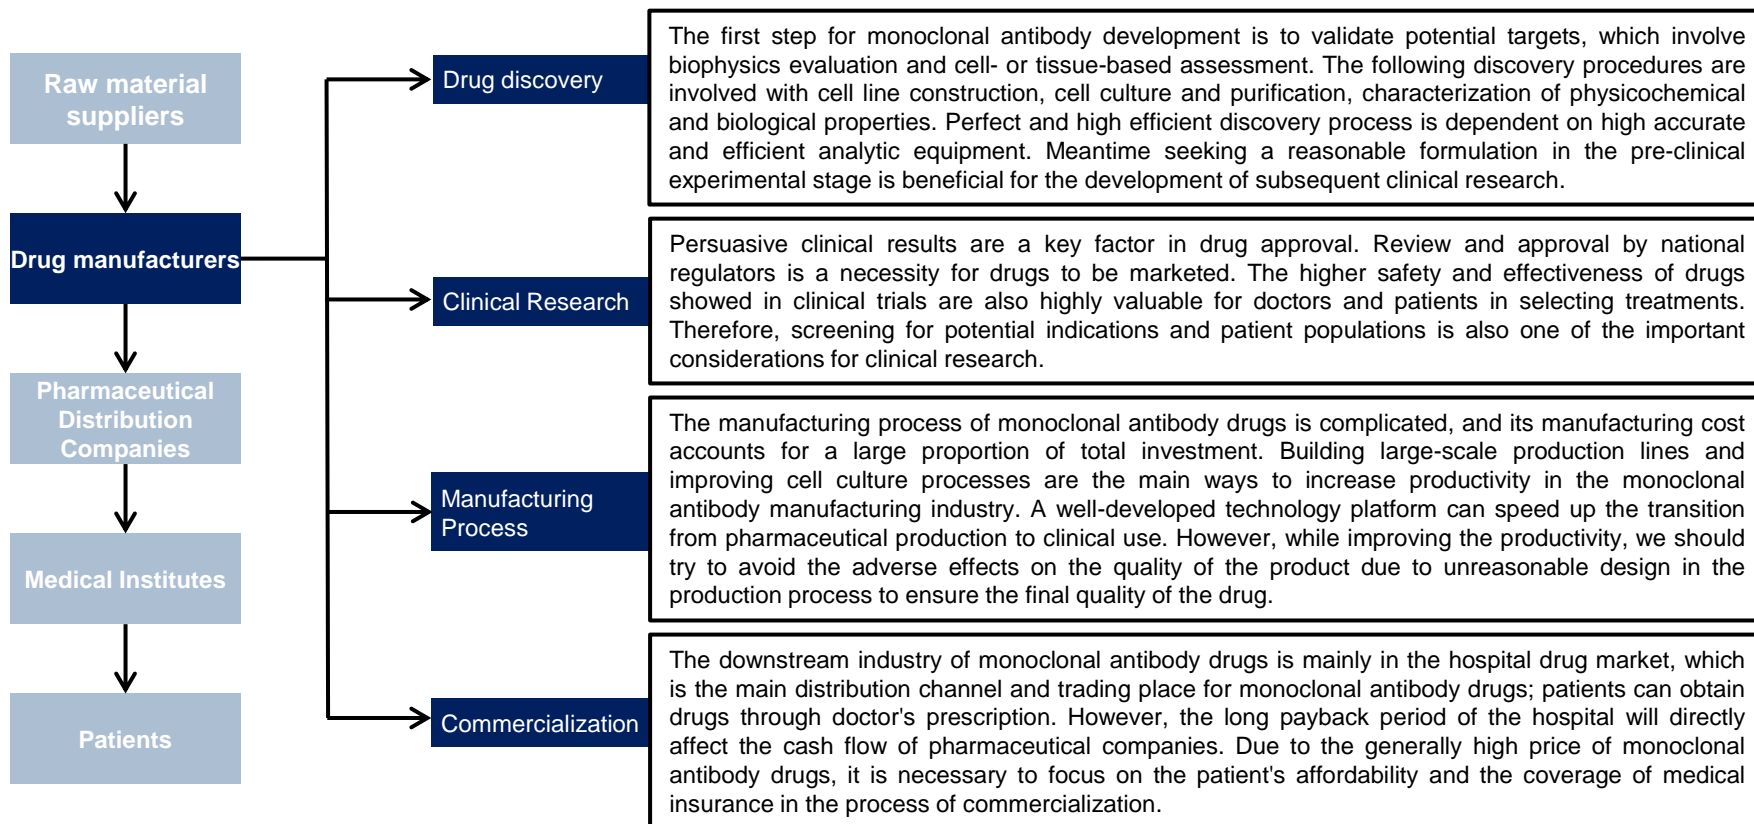 Raw material
suppliers
Drug manufacturers
Pharmaceutical
Distribution
Companies
Medical Institutes
Patients
Drug discovery
The first step for monoclonal antibody development is to validate potential targets, which involve
biophysics evaluation and cell- or tissue-based assessment. The following discovery procedures are
involved with cell line construction, cell culture and purification, characterization of physicochemical
and biological properties. Perfect and high efficient discovery process is dependent on high accurate
and efficient analytic equipment. Meantime seeking a reasonable formulation in the pre-clinical
experimental stage is beneficial for the development of subsequent clinical research.
Clinical Research
Persuasive clinical results are a key factor in drug approval. Review and approval by national
regulators is a necessity for drugs to be marketed. The higher safety and effectiveness of drugs
showed in clinical trials are also highly valuable for doctors and patients in selecting treatments.
Therefore, screening for potential indications and patient populations is also one of the important
considerations for clinical research.
Manufacturing
Process
The manufacturing process of monoclonal antibody drugs is complicated, and its manufacturing cost
accounts for a large proportion of total investment. Building large-scale production lines and
improving cell culture processes are the main ways to increase productivity in the monoclonal
antibody manufacturing industry. A well-developed technology platform can speed up the transition
from pharmaceutical production to clinical use. However, while improving the productivity, we should
try to avoid the adverse effects on the quality of the product due to unreasonable design in the
production process to ensure the final quality of the drug.
Commercialization
The downstream industry of monoclonal antibody drugs is mainly in the hospital drug market, which
is the main distribution channel and trading place for monoclonal antibody drugs; patients can obtain
drugs through doctor's prescription. However, the long payback period of the hospital will directly
affect the cash flow of pharmaceutical companies. Due to the generally high price of monoclonal
antibody drugs, it is necessary to focus on the patient's affordability and the coverage of medical
insurance in the process of commercialization.